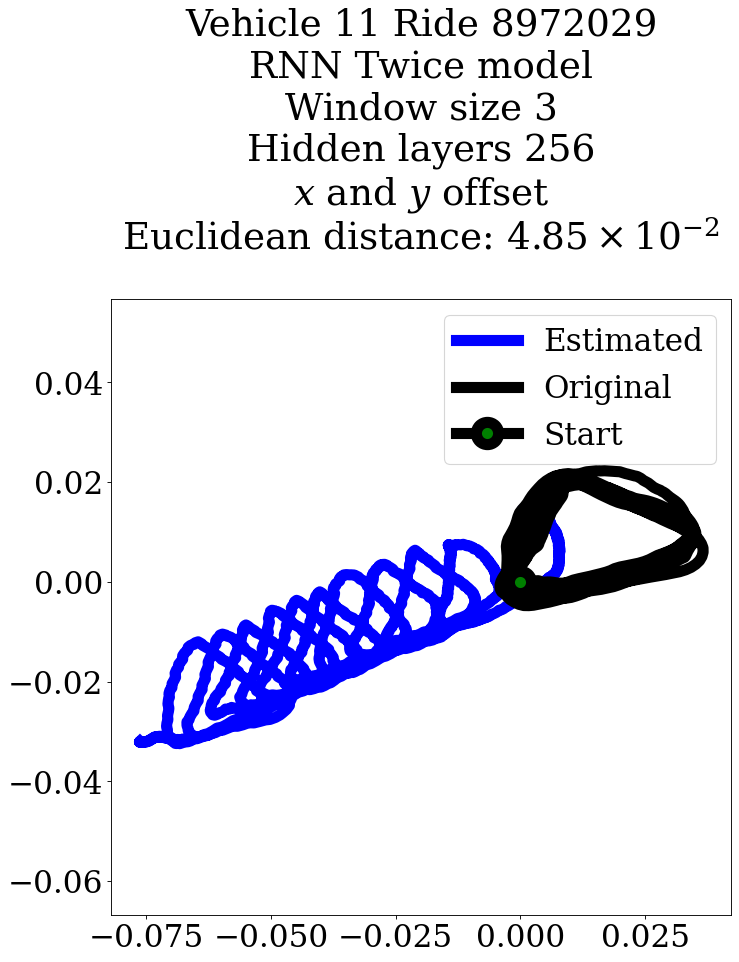 Vehicle 11 Ride 8972029
RNN Twice model
Window size 3
Hidden layers 256
x and y offset
Euclidean distance: 4.85 × 10⁻²
Estimated
Original
Start
0.04
0.02
0.00
−0.02
−0.04
−0.06
−0.075 −0.050 −0.025 0.000 0.025